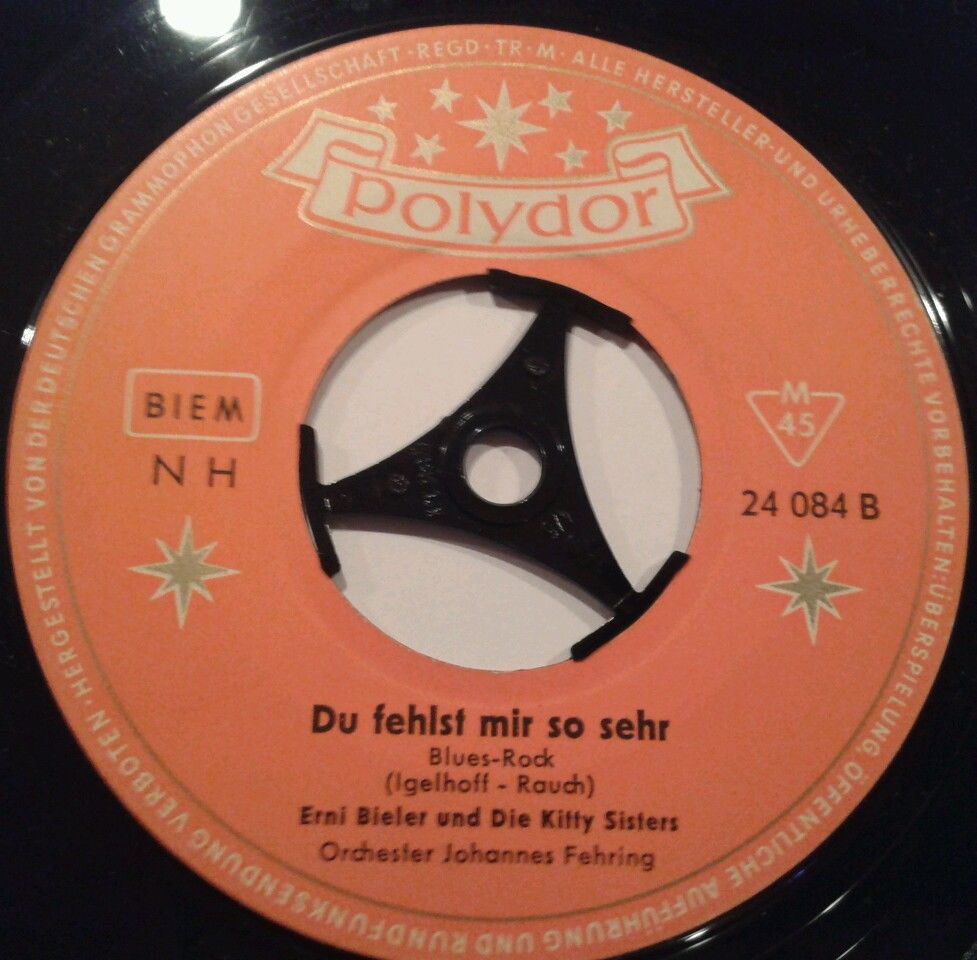 HERGESTELLT VON DER DEUTSCHEN GRAMMOPHON GESELLSCHAFT · REGD · TR · M · ALLE HERSTELLER- UND URHEBERRECHTE VORBEHALTEN: ÜBERSPIELUNG, ÖFFENTLICHE AUFFÜHRUNG UND RUNDFUNKSENDUNG VERBOTEN ·
Polydor
BIEM
N H
M
45
24 084 B
Du fehlst mir so sehr
Blues-Rock
(Igelhoff - Rauch)
Erni Bieler und Die Kitty Sisters
Orchester Johannes Fehring